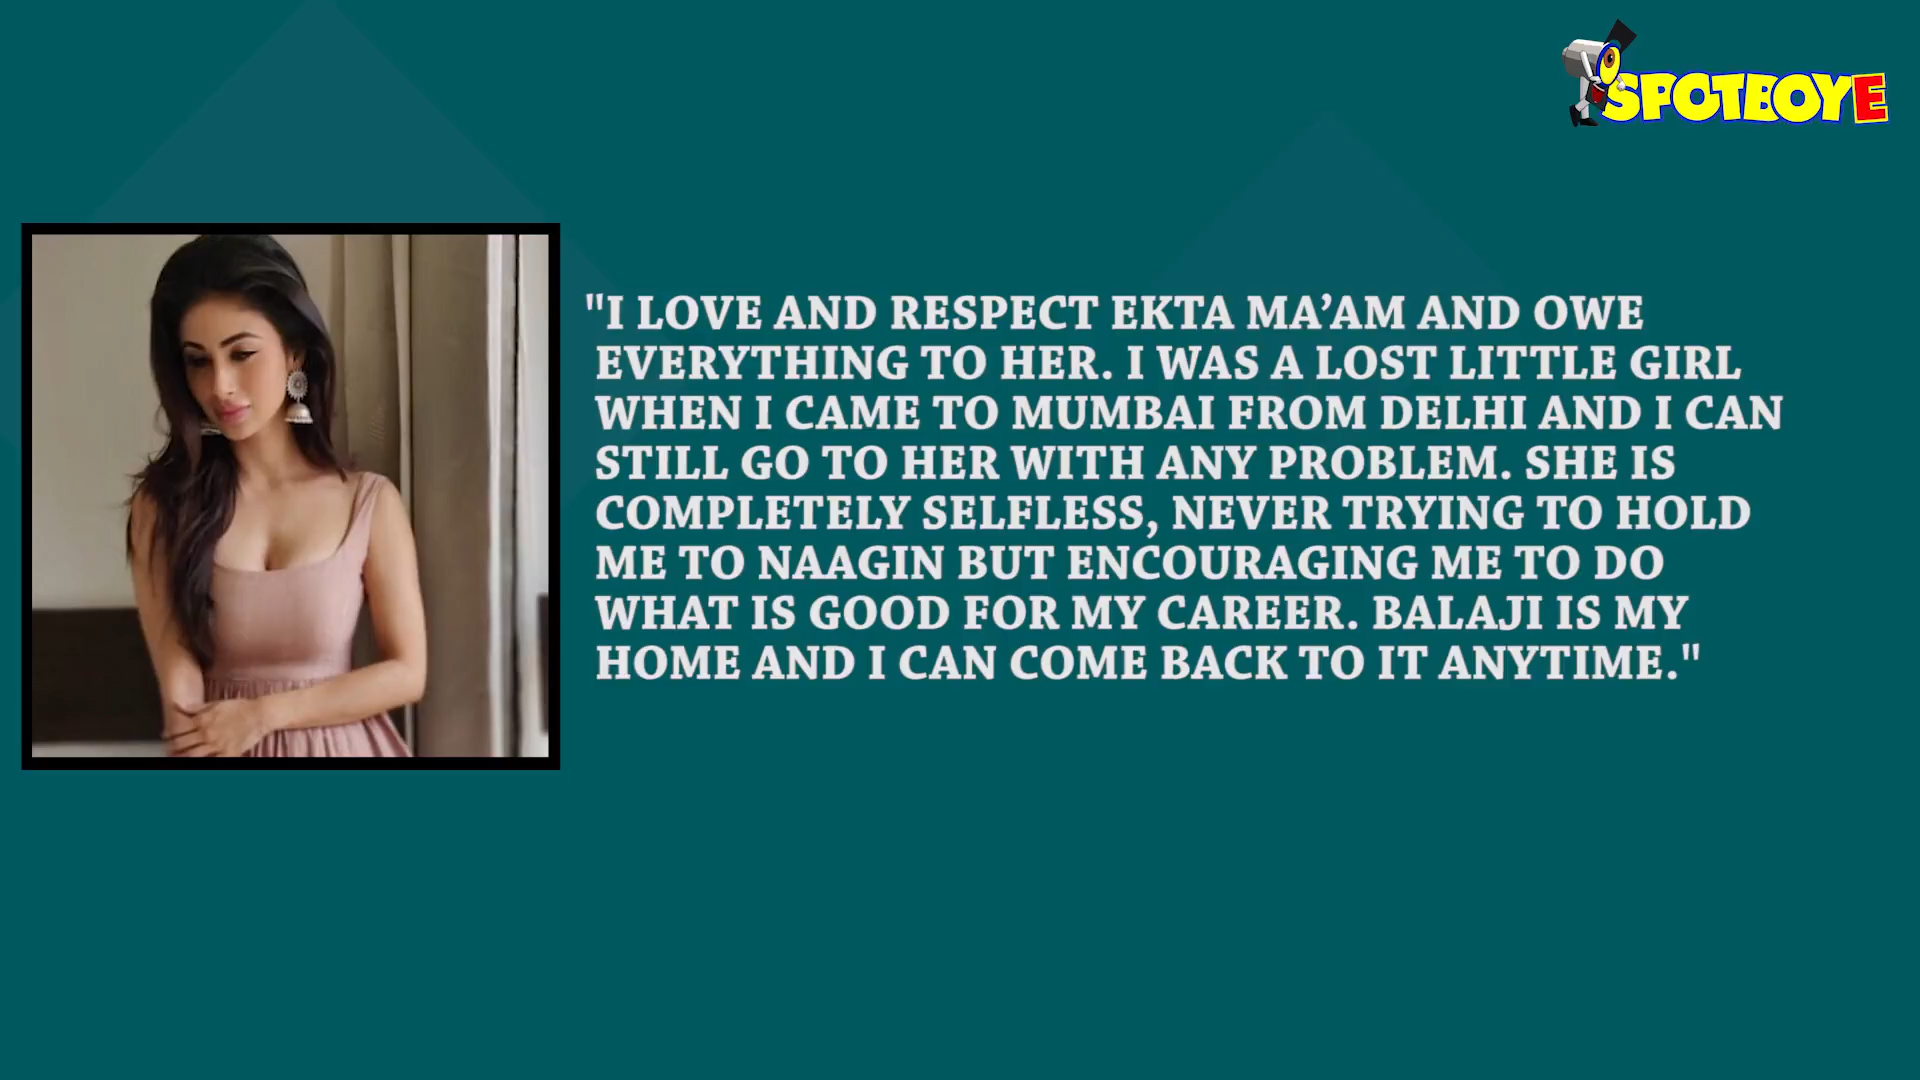 SPOTBOYE
"I LOVE AND RESPECT EKTA MA’AM AND OWE
EVERYTHING TO HER. I WAS A LOST LITTLE GIRL
WHEN I CAME TO MUMBAI FROM DELHI AND I CAN
STILL GO TO HER WITH ANY PROBLEM. SHE IS
COMPLETELY SELFLESS, NEVER TRYING TO HOLD
ME TO NAAGIN BUT ENCOURAGING ME TO DO
WHAT IS GOOD FOR MY CAREER. BALAJI IS MY
HOME AND I CAN COME BACK TO IT ANYTIME."